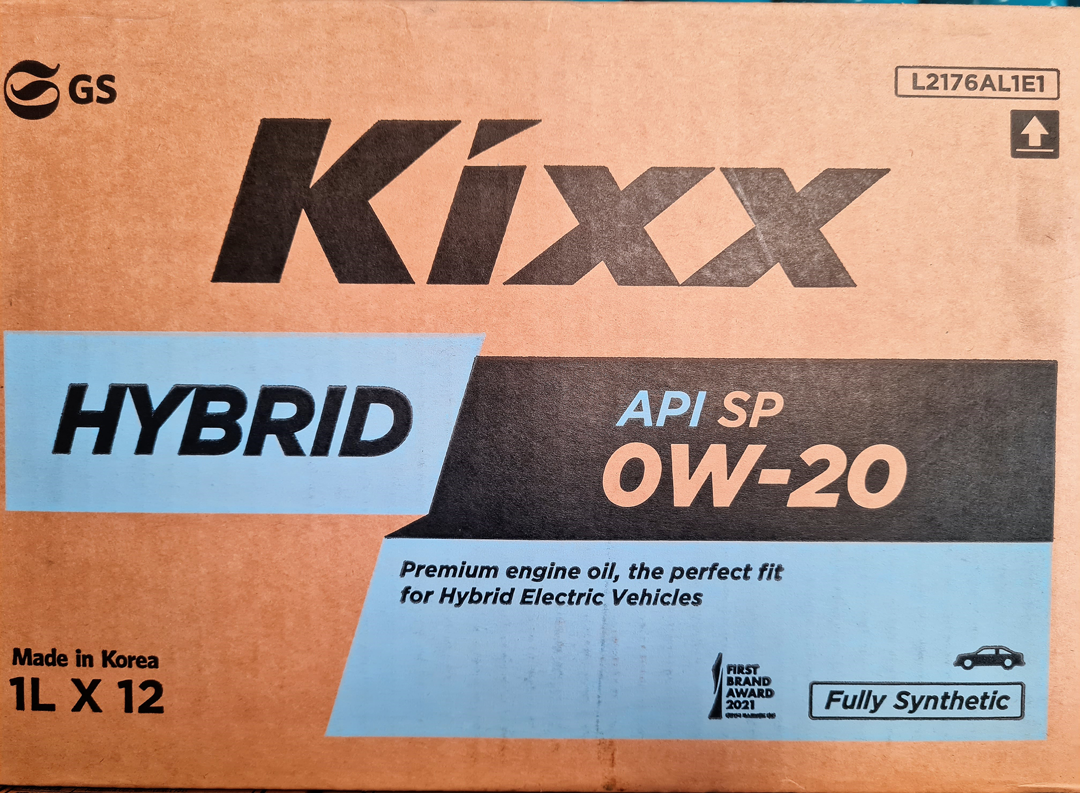 GS
L2176AL1E1
Kixx
HYBRID
API SP
0W-20
Premium engine oil, the perfect fit
for Hybrid Electric Vehicles
Made in Korea
1L X 12
FIRST
BRAND
AWARD
2021
Fully Synthetic